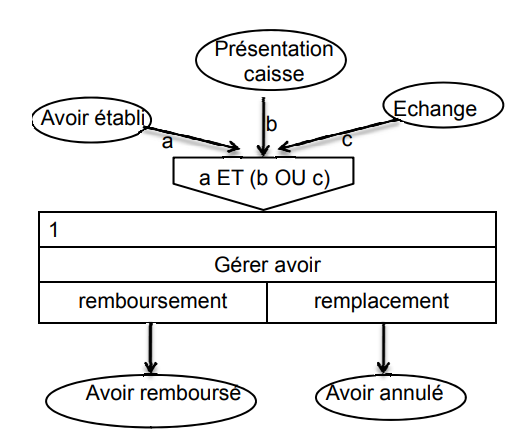 Présentation
caisse
Avoir établi
Echange
a
b
c
a ET (b OU c)
1
Gérer avoir
remboursement
remplacement
Avoir remboursé
Avoir annulé